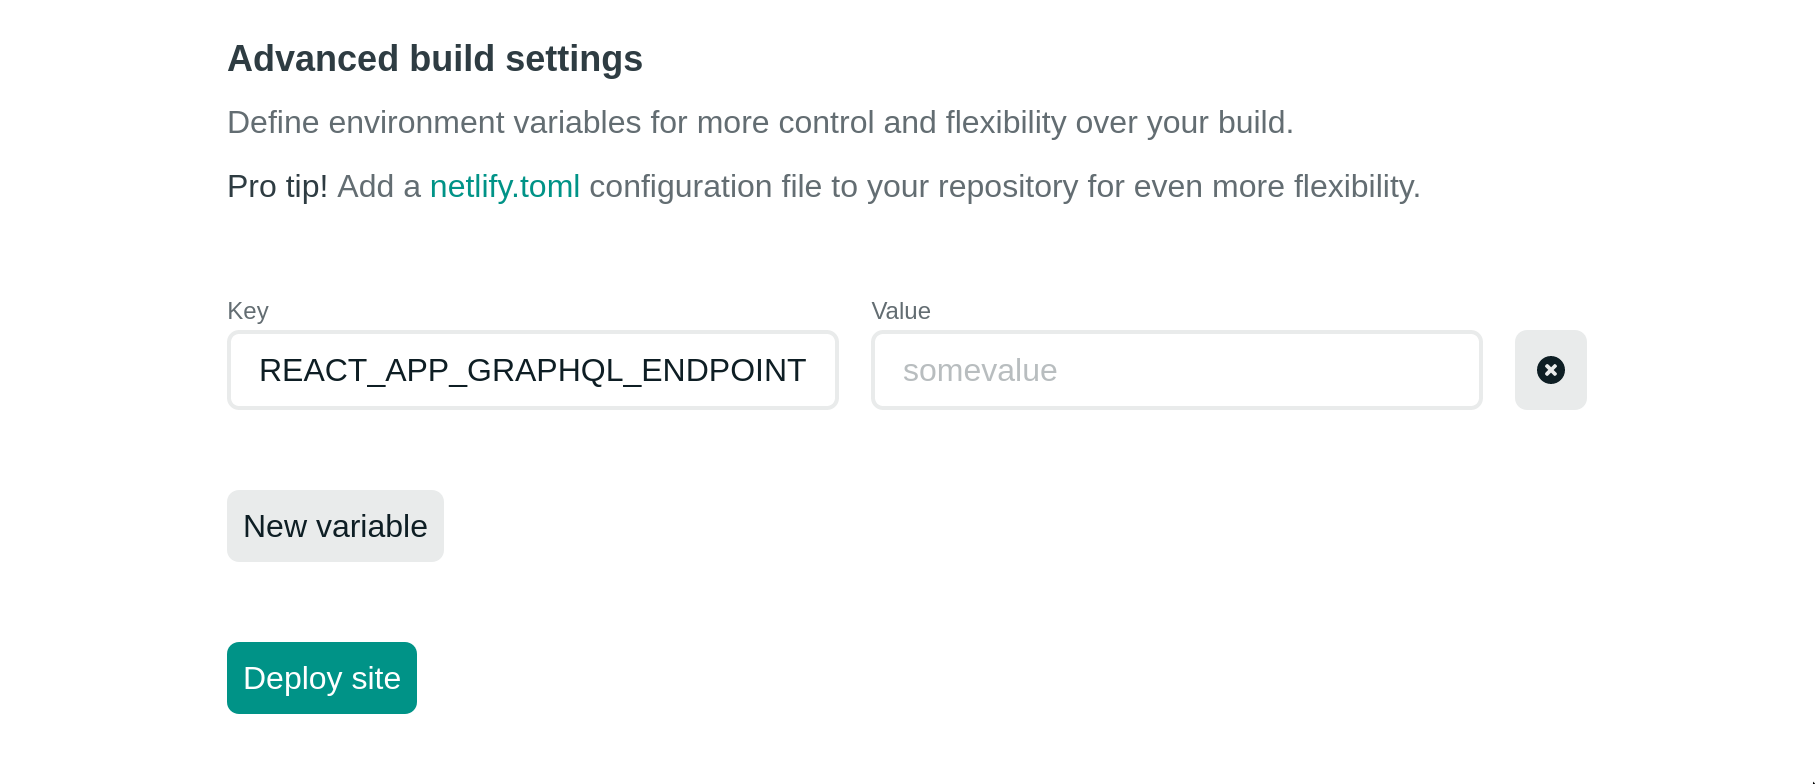 Advanced build settings
Define environment variables for more control and flexibility over your build.
Pro tip! Add a netlify.toml configuration file to your repository for even more flexibility.
Key
Value
REACT_APP_GRAPHQL_ENDPOINT
somevalue
New variable
Deploy site